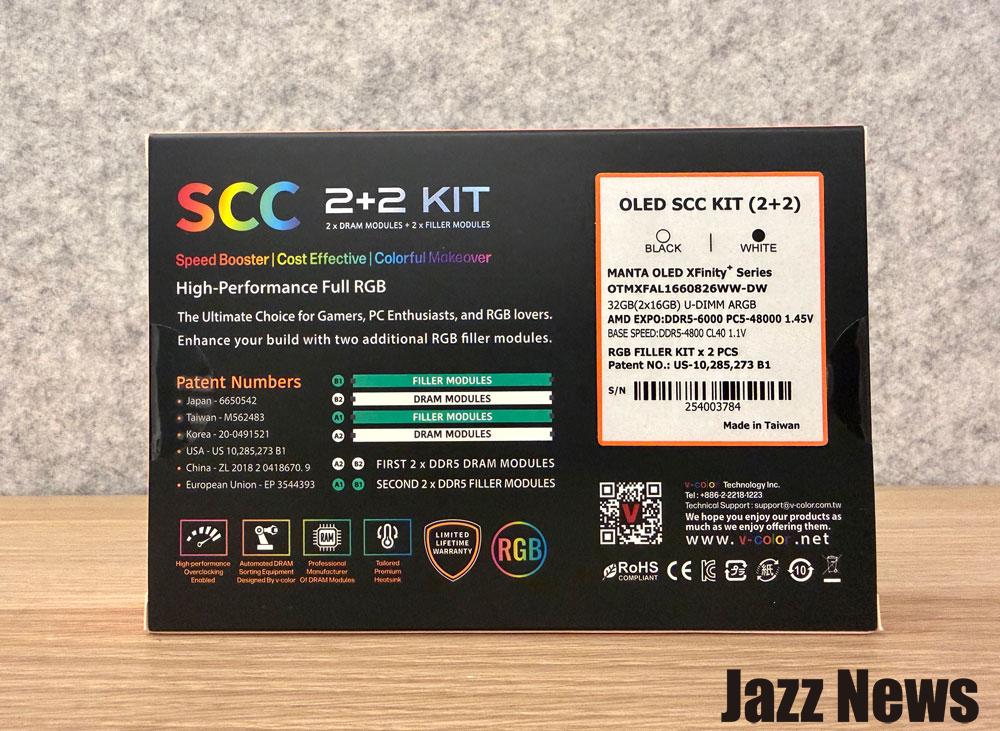 SCC 2+2 KIT
2 x DRAM MODULES + 2 x FILLER MODULES
Speed Booster | Cost Effective | Colorful Makeover
High-Performance Full RGB
The Ultimate Choice for Gamers, PC Enthusiasts, and RGB lovers.
Enhance your build with two additional RGB filler modules.
Patent Numbers
• Japan - 6650542
• Taiwan - M562483
• Korea - 20-0491521
• USA - US 10,285,273 B1
• China - ZL 2018 2 0418670. 9
• European Union - EP 3544393
B1 FILLER MODULES
B2 DRAM MODULES
A1 FILLER MODULES
A2 DRAM MODULES
A2 B2 FIRST 2 x DDR5 DRAM MODULES
A1 B1 SECOND 2 x DDR5 FILLER MODULES
High-performance
Overclocking
Enabled
Automated DRAM
Sorting Equipment
Designed By v-color
RAM
Professional
Manufacturer
Of DRAM Modules
Tailored
Premium
Heatsink
LIMITED
LIFETIME
WARRANTY
RGB
OLED SCC KIT (2+2)
BLACK | WHITE
MANTA OLED XFinity+ Series
OTMXFAL1660826WW-DW
32GB(2x16GB) U-DIMM ARGB
AMD EXPO:DDR5-6000 PC5-48000 1.45V
BASE SPEED:DDR5-4800 CL40 1.1V
RGB FILLER KIT x 2 PCS
Patent NO.: US-10,285,273 B1
S/N
254003784
Made in Taiwan
V
v-color Technology Inc.
Tel : +886-2-2218-1223
Technical Support : support@v-color.com.tw
We hope you enjoy our products as
much as we enjoy offering them.
www. v-color .net
RoHS
COMPLIANT
CE
紙
10
Jazz News